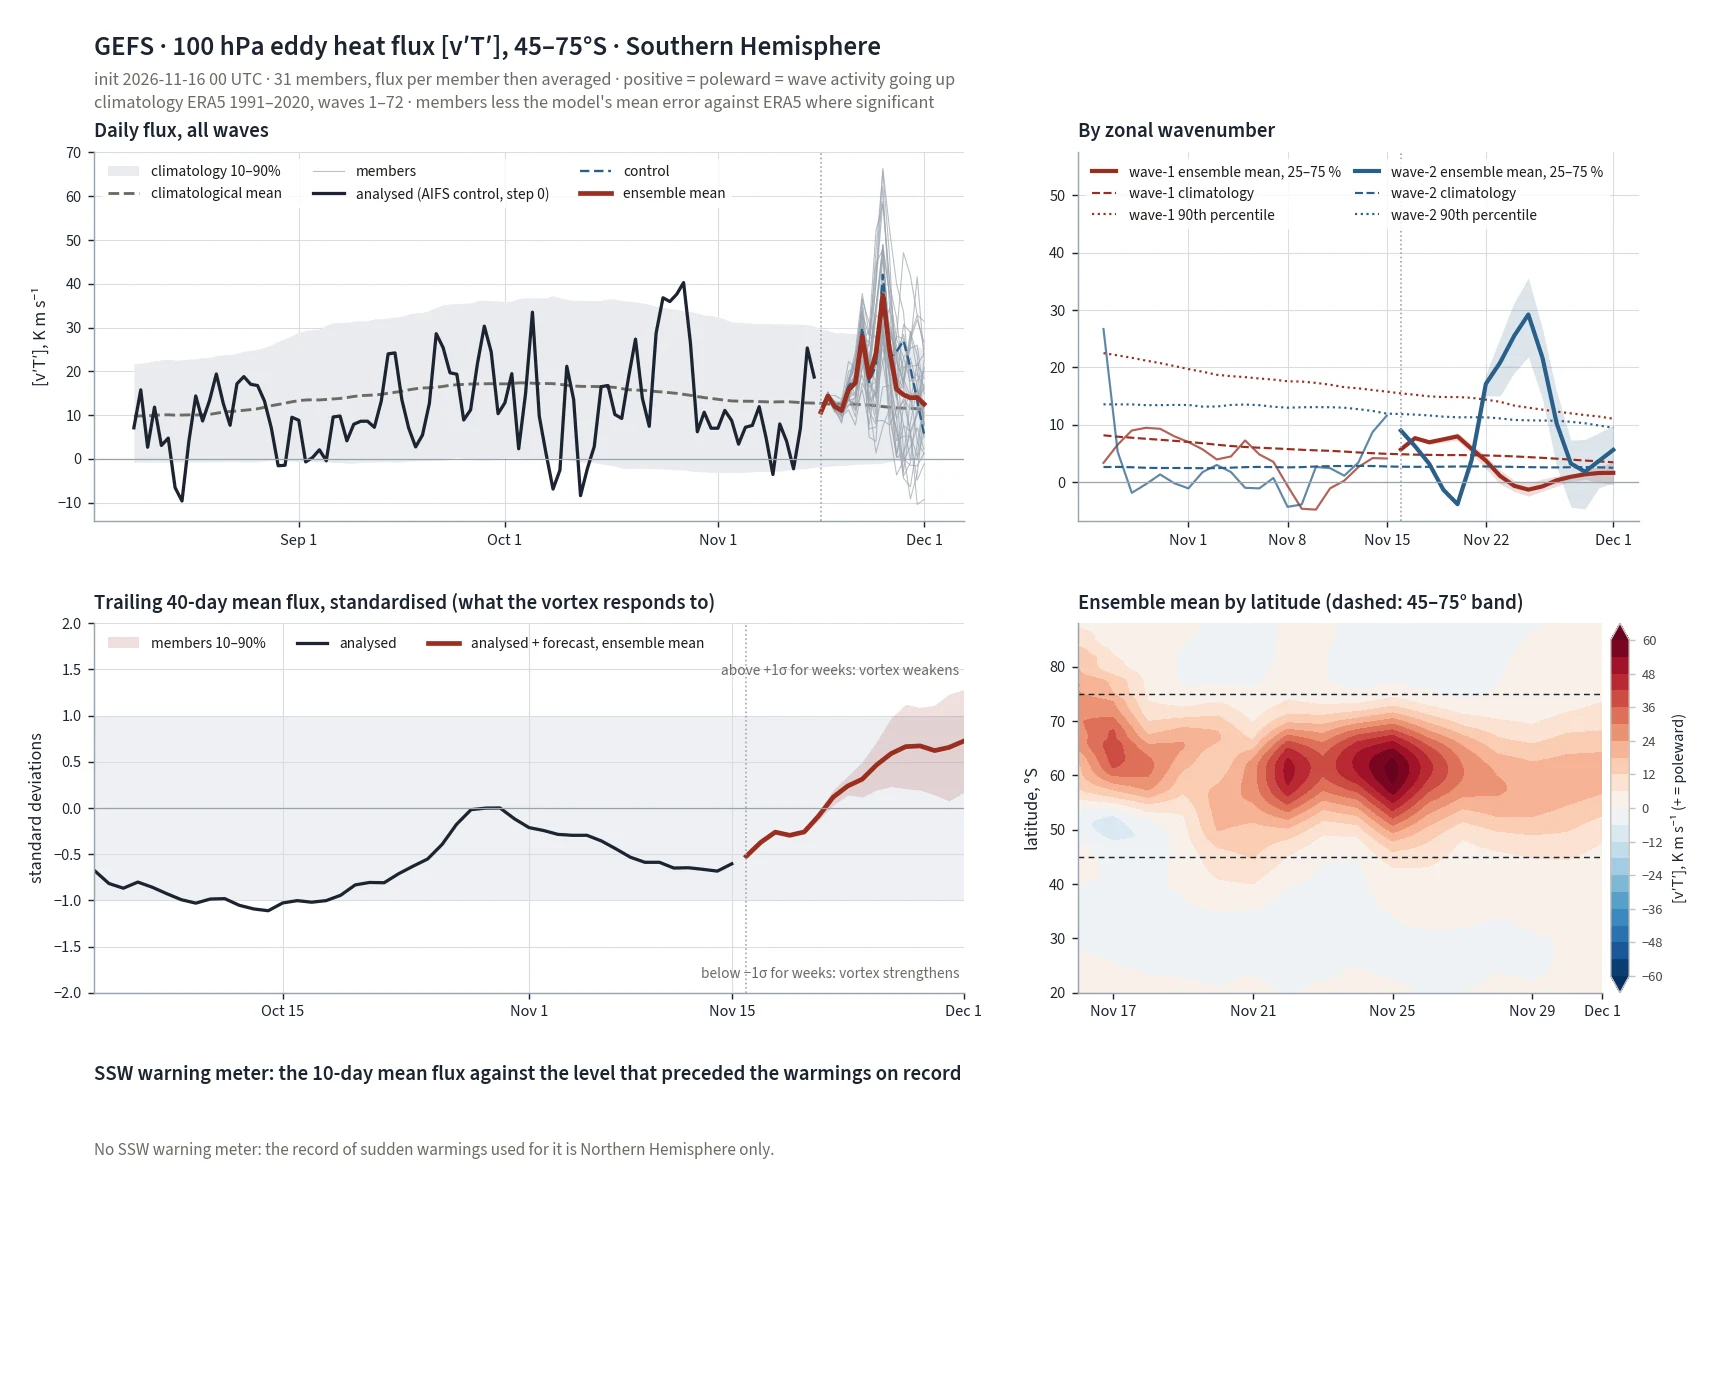 GEFS · 100 hPa eddy heat flux [v′T′], 45–75°S · Southern Hemisphere
init 2026-11-16 00 UTC · 31 members, flux per member then averaged · positive = poleward = wave activity going up
climatology ERA5 1991–2020, waves 1–72 · members less the model's mean error against ERA5 where significant
Daily flux, all waves
climatology 10–90%
members
control
climatological mean
analysed (AIFS control, step 0)
ensemble mean
[v′T′], K m s⁻¹
70
60
50
40
30
20
10
0
−10
Sep 1
Oct 1
Nov 1
Dec 1
By zonal wavenumber
wave-1 ensemble mean, 25–75 %
wave-2 ensemble mean, 25–75 %
wave-1 climatology
wave-2 climatology
wave-1 90th percentile
wave-2 90th percentile
50
40
30
20
10
0
Nov 1
Nov 8
Nov 15
Nov 22
Dec 1
Trailing 40-day mean flux, standardised (what the vortex responds to)
members 10–90%
analysed
analysed + forecast, ensemble mean
above +1σ for weeks: vortex weakens
below −1σ for weeks: vortex strengthens
standard deviations
2.0
1.5
1.0
0.5
0.0
−0.5
−1.0
−1.5
−2.0
Oct 15
Nov 1
Nov 15
Dec 1
Ensemble mean by latitude (dashed: 45–75° band)
latitude, °S
80
70
60
50
40
30
20
Nov 17
Nov 21
Nov 25
Nov 29
Dec 1
60
48
36
24
12
0
−12
−24
−36
−48
−60
[v′T′], K m s⁻¹ (+ = poleward)
SSW warning meter: the 10-day mean flux against the level that preceded the warmings on record
No SSW warning meter: the record of sudden warmings used for it is Northern Hemisphere only.